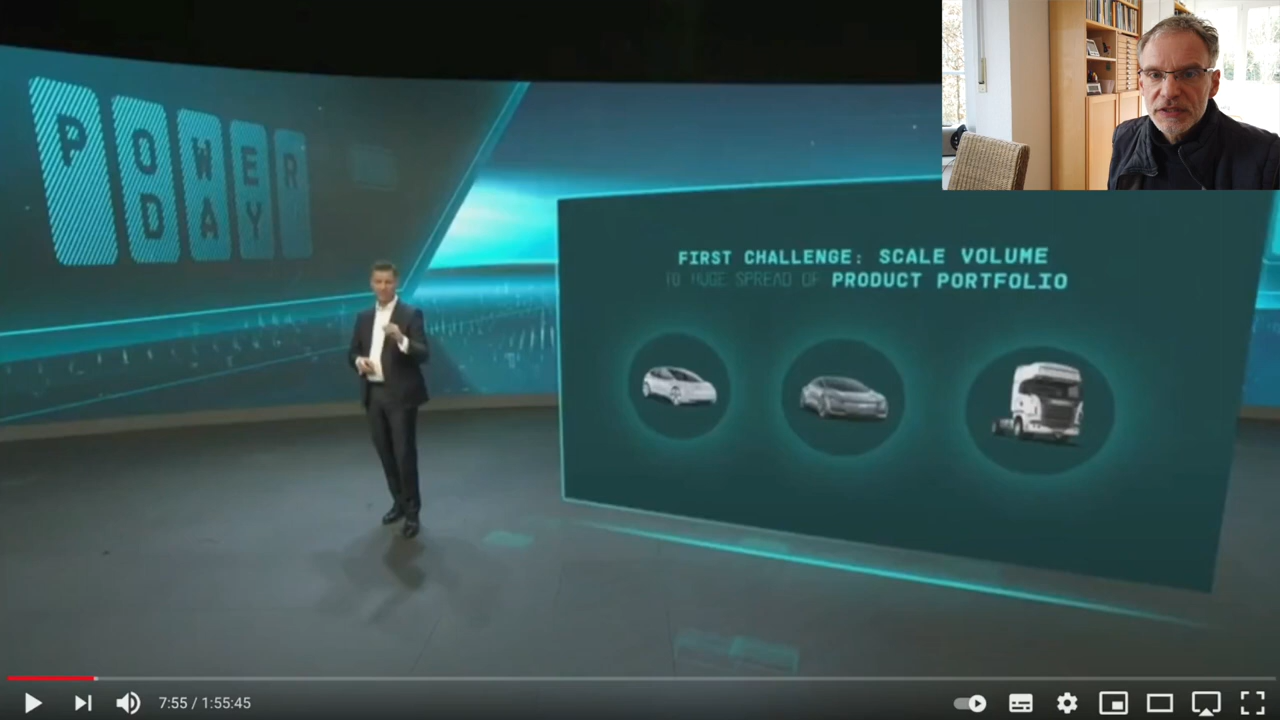 POWER
DAY
FIRST CHALLENGE: SCALE VOLUME
TO HUGE SPREAD OF PRODUCT PORTFOLIO
7:55 / 1:55:45